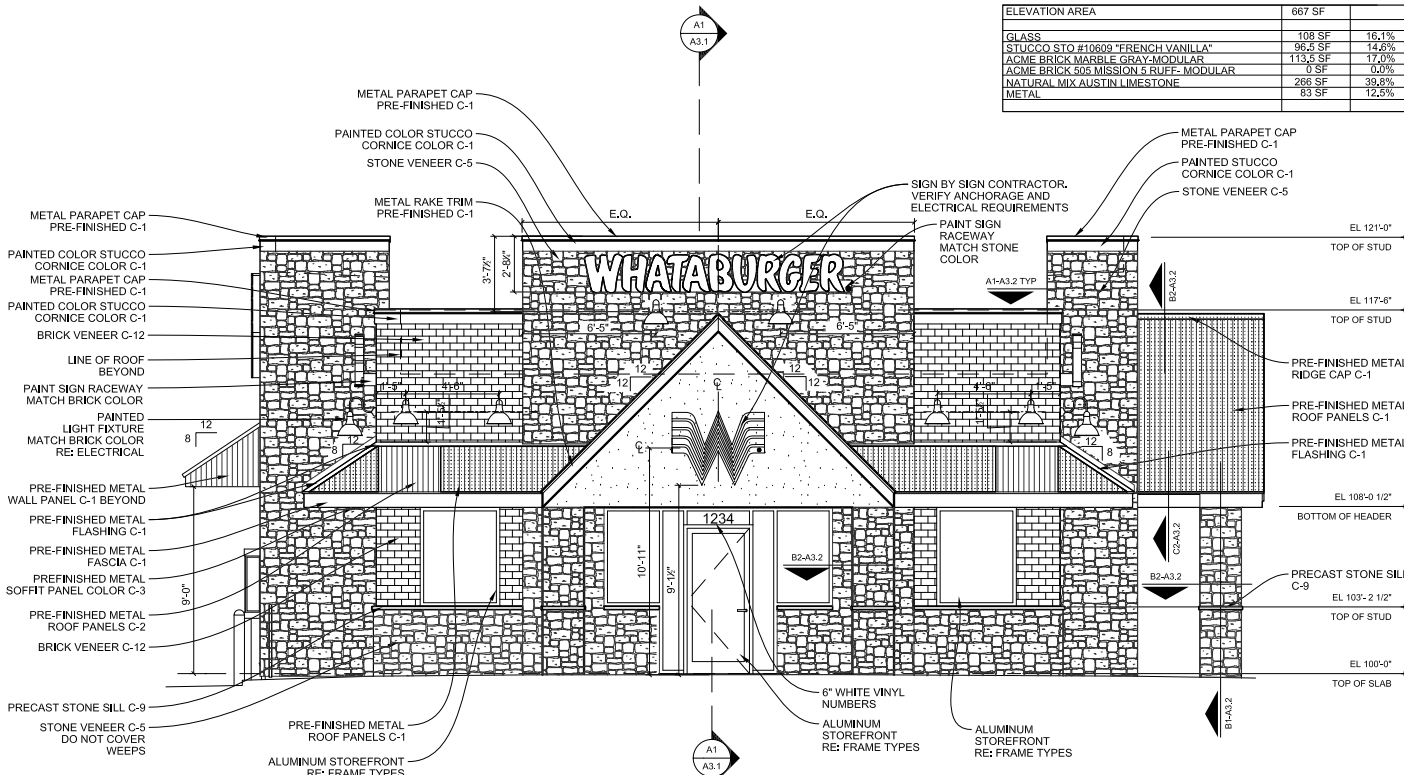 ELEVATION AREA 667 SF
GLASS 108 SF 16.1%
STUCCO STO #10609 "FRENCH VANILLA" 96.5 SF 14.6%
ACME BRICK MARBLE GRAY-MODULAR 113.5 SF 17.0%
ACME BRICK 505 MISSION 5 RUFF- MODULAR 0 SF 0.0%
NATURAL MIX AUSTIN LIMESTONE 266 SF 39.8%
METAL 83 SF 12.5%
A1
A3.1
METAL PARAPET CAP
PRE-FINISHED C-1
PAINTED COLOR STUCCO
CORNICE COLOR C-1
STONE VENEER C-5
METAL RAKE TRIM
PRE-FINISHED C-1
E.Q.
E.Q.
SIGN BY SIGN CONTRACTOR.
VERIFY ANCHORAGE AND
ELECTRICAL REQUIREMENTS
PAINT SIGN
RACEWAY
MATCH STONE
COLOR
METAL PARAPET CAP
PRE-FINISHED C-1
PAINTED STUCCO
CORNICE COLOR C-1
STONE VENEER C-5
METAL PARAPET CAP
PRE-FINISHED C-1
PAINTED COLOR STUCCO
CORNICE COLOR C-1
METAL PARAPET CAP
PRE-FINISHED C-1
PAINTED COLOR STUCCO
CORNICE COLOR C-1
BRICK VENEER C-12
LINE OF ROOF
BEYOND
PAINT SIGN RACEWAY
MATCH BRICK COLOR
PAINTED
LIGHT FIXTURE
MATCH BRICK COLOR
RE: ELECTRICAL
12
8
PRE-FINISHED METAL
WALL PANEL C-1 BEYOND
PRE-FINISHED METAL
FLASHING C-1
PRE-FINISHED METAL
FASCIA C-1
PREFINISHED METAL
SOFFIT PANEL COLOR C-3
9'-0"
PRE-FINISHED METAL
ROOF PANELS C-2
BRICK VENEER C-12
PRECAST STONE SILL C-9
STONE VENEER C-5
DO NOT COVER
WEEPS
PRE-FINISHED METAL
ROOF PANELS C-1
ALUMINUM STOREFRONT
RE: FRAME TYPES
WHATABURGER
6'-5"
6'-5"
12
12
12
12
1'-5"
4'-6"
4'-6"
1'-5"
12
8
12
8
℄
℄
1234
10'-11"
A1-A3.2 TYP
B2-A3.2
B2-A3.2
C2-A3.2
B2-A3.2
B1-A3.2
EL 121'-0"
TOP OF STUD
EL 117'-6"
TOP OF STUD
PRE-FINISHED METAL
RIDGE CAP C-1
PRE-FINISHED METAL
ROOF PANELS C-1
PRE-FINISHED METAL
FLASHING C-1
EL 108'-0 1/2"
BOTTOM OF HEADER
PRECAST STONE SILL
C-9
EL 103'- 2 1/2"
TOP OF STUD
EL 100'-0"
TOP OF SLAB
6" WHITE VINYL
NUMBERS
ALUMINUM
STOREFRONT
RE: FRAME TYPES
ALUMINUM
STOREFRONT
RE: FRAME TYPES
A1
A3.1